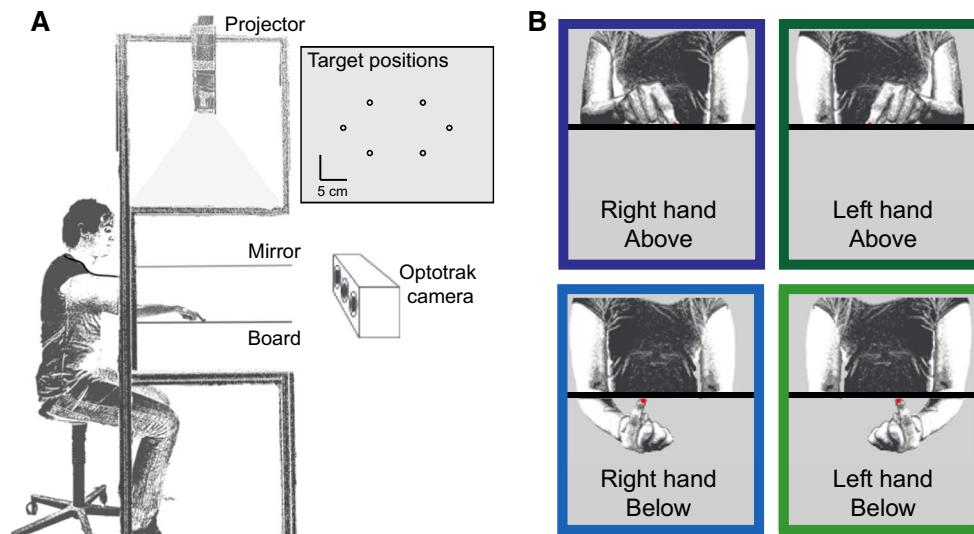 A
Projector
Target positions
5 cm
Mirror
Optotrak
camera
Board
B
Right hand
Above
Left hand
Above
Right hand
Below
Left hand
Below